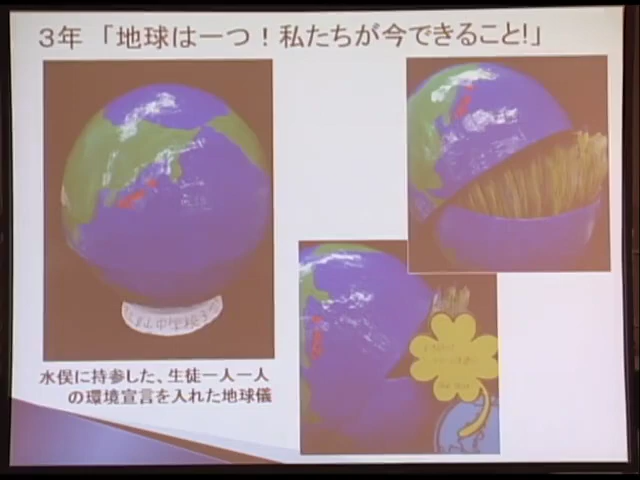 3年 「地球は一つ！私たちが今できること!」
水俣に持参した、生徒一人一人
の環境宣言を入れた地球儀